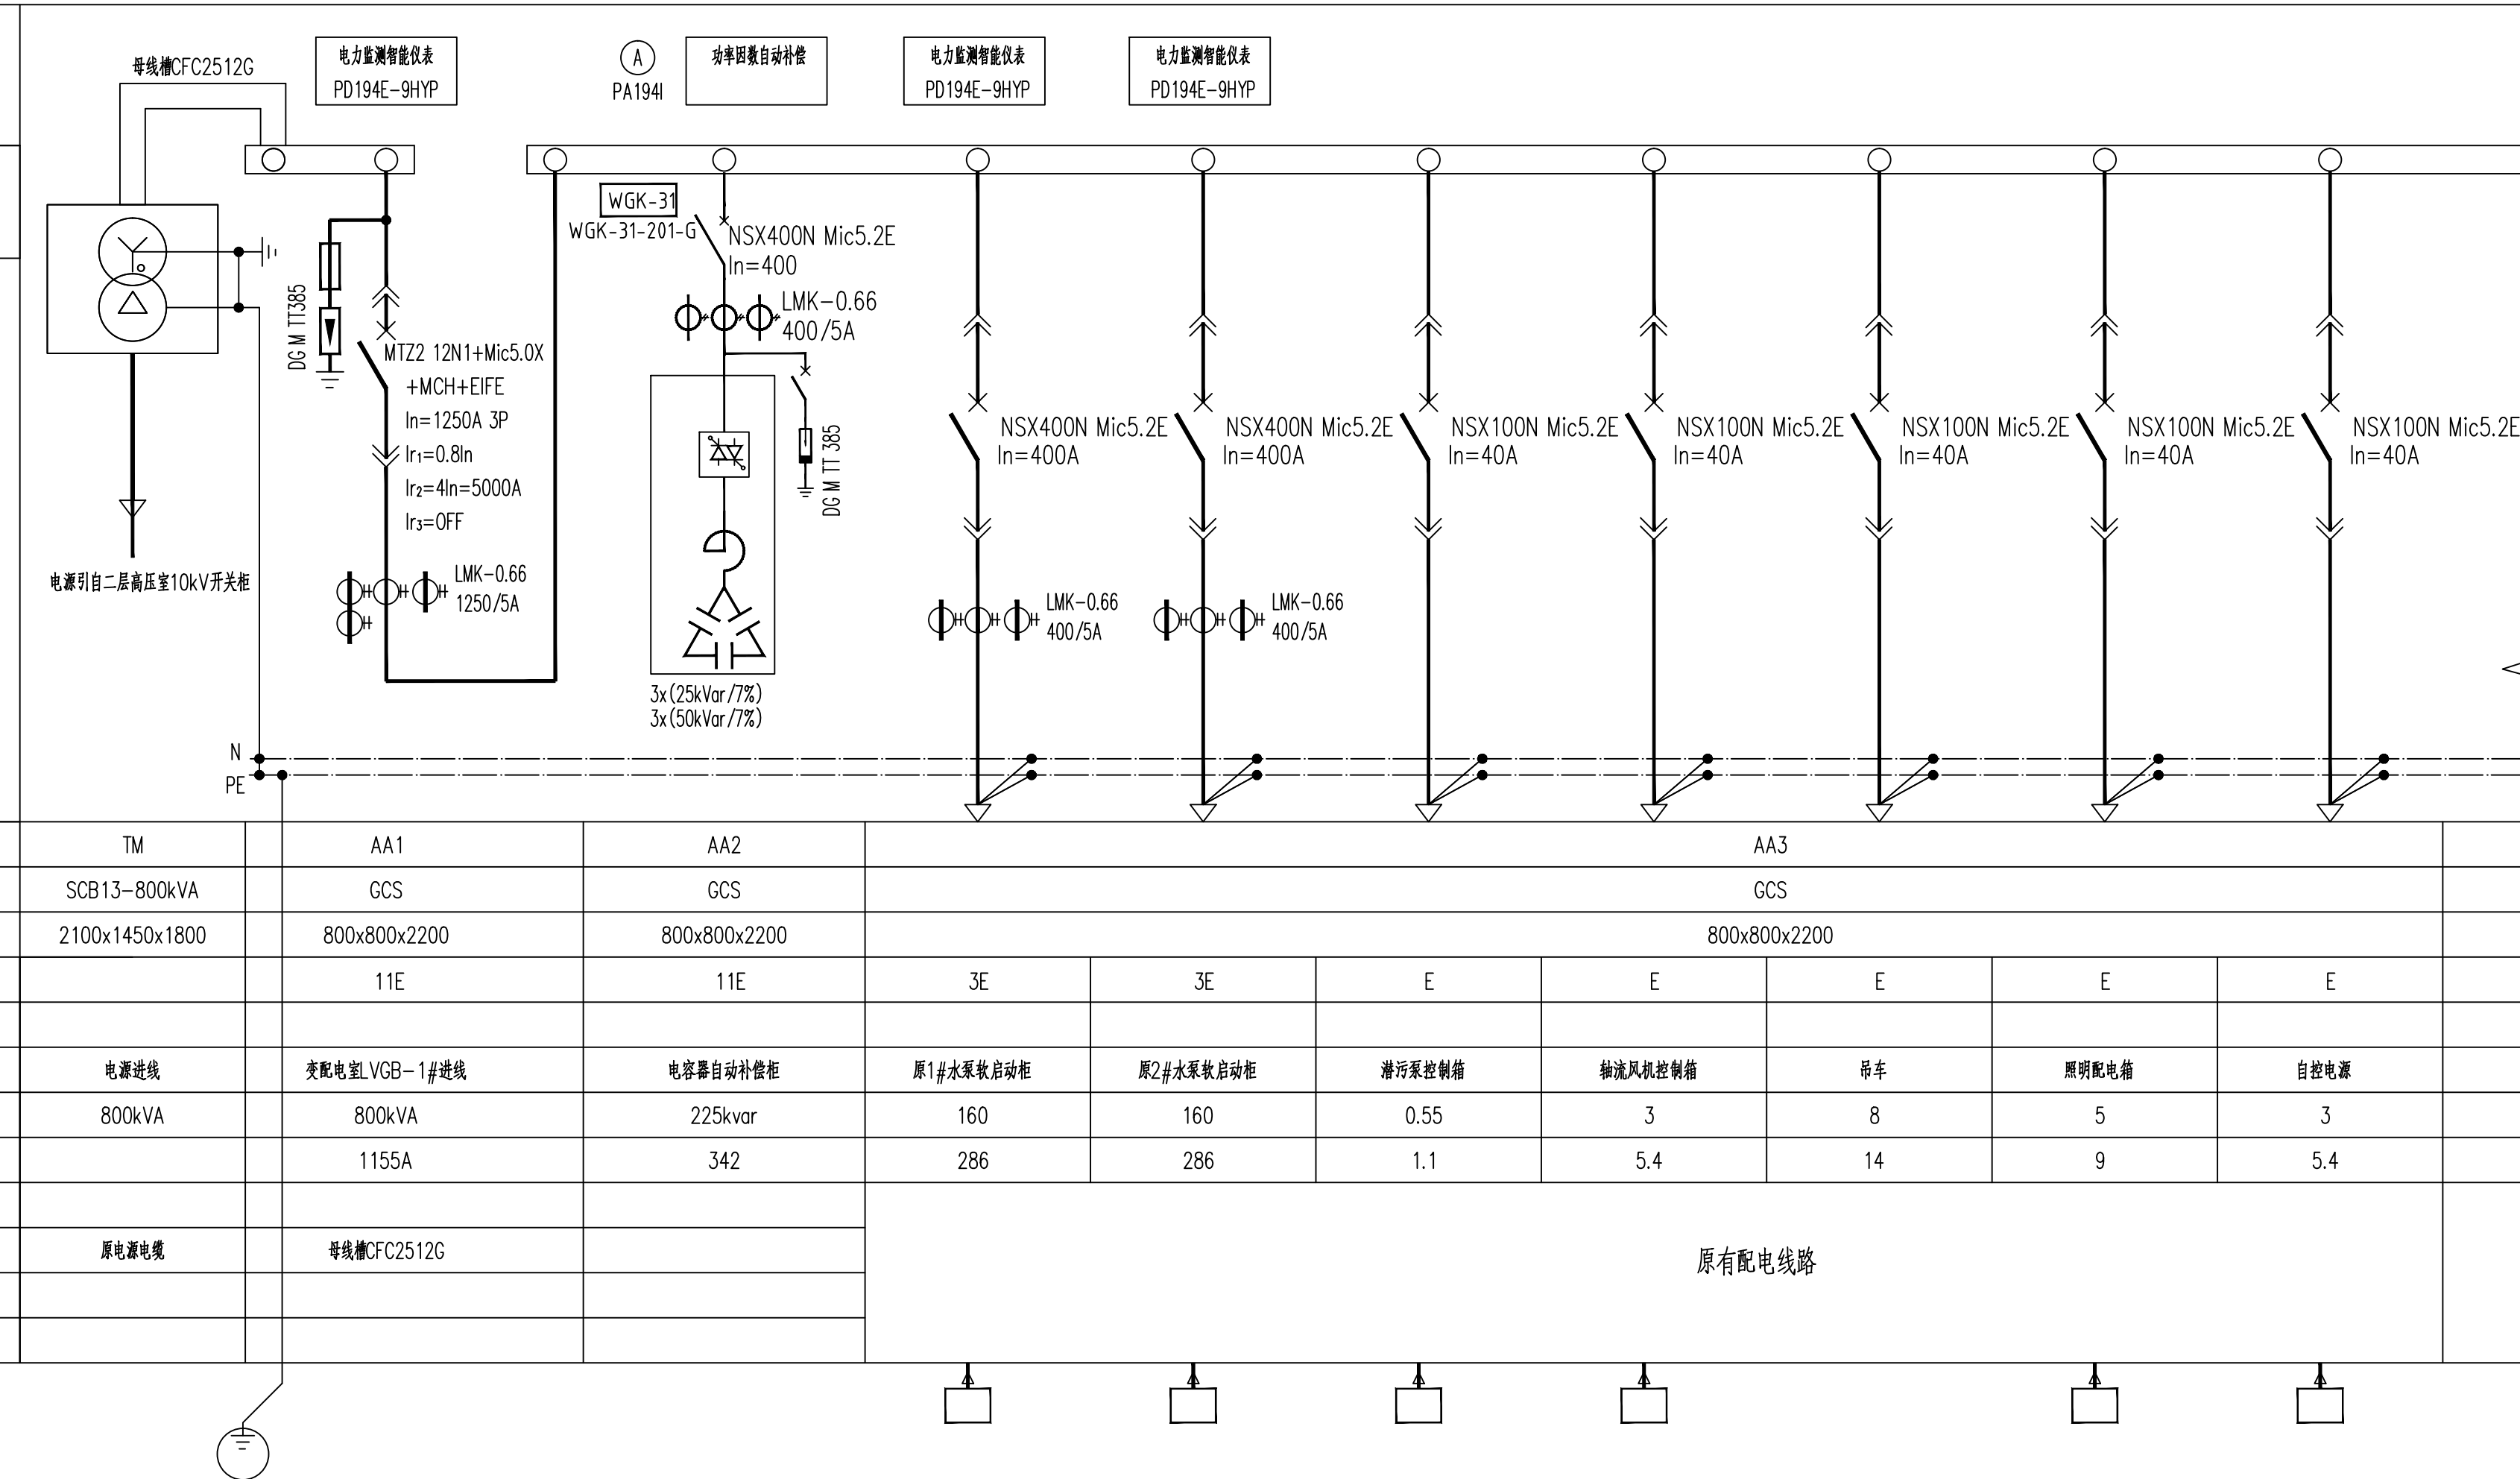 母线槽CFC2512G
电力监测智能仪表
PD194E-9HYP
A
PA194I
功率因数自动补偿
电力监测智能仪表
PD194E-9HYP
电力监测智能仪表
PD194E-9HYP
WGK-31
WGK-31-201-G
NSX400N Mic5.2E
In=400
LMK-0.66
400/5A
DG M TT385
MTZ2 12N1+Mic5.0X
+MCH+EIFE
In=1250A 3P
Ir₁=0.8In
Ir₂=4In=5000A
Ir₃=OFF
LMK-0.66
1250/5A
DG M TT 385
3x(25kVar/7%)
3x(50kVar/7%)
电源引自二层高压室10kV开关柜
NSX400N Mic5.2E
In=400A
NSX400N Mic5.2E
In=400A
NSX100N Mic5.2E
In=40A
NSX100N Mic5.2E
In=40A
NSX100N Mic5.2E
In=40A
NSX100N Mic5.2E
In=40A
NSX100N Mic5.2E
In=40A
LMK-0.66
400/5A
LMK-0.66
400/5A
N
PE
TM AA1 AA2 AA3
SCB13-800kVA GCS GCS GCS
2100x1450x1800 800x800x2200 800x800x2200 800x800x2200
11E 11E 3E 3E E E E E E
电源进线 变配电室LVGB-1#进线 电容器自动补偿柜 原1#水泵软启动柜 原2#水泵软启动柜 潜污泵控制箱 轴流风机控制箱 吊车 照明配电箱 自控电源
800kVA 800kVA 225kvar 160 160 0.55 3 8 5 3
1155A 342 286 286 1.1 5.4 14 9 5.4
原电源电缆 母线槽CFC2512G
原有配电线路